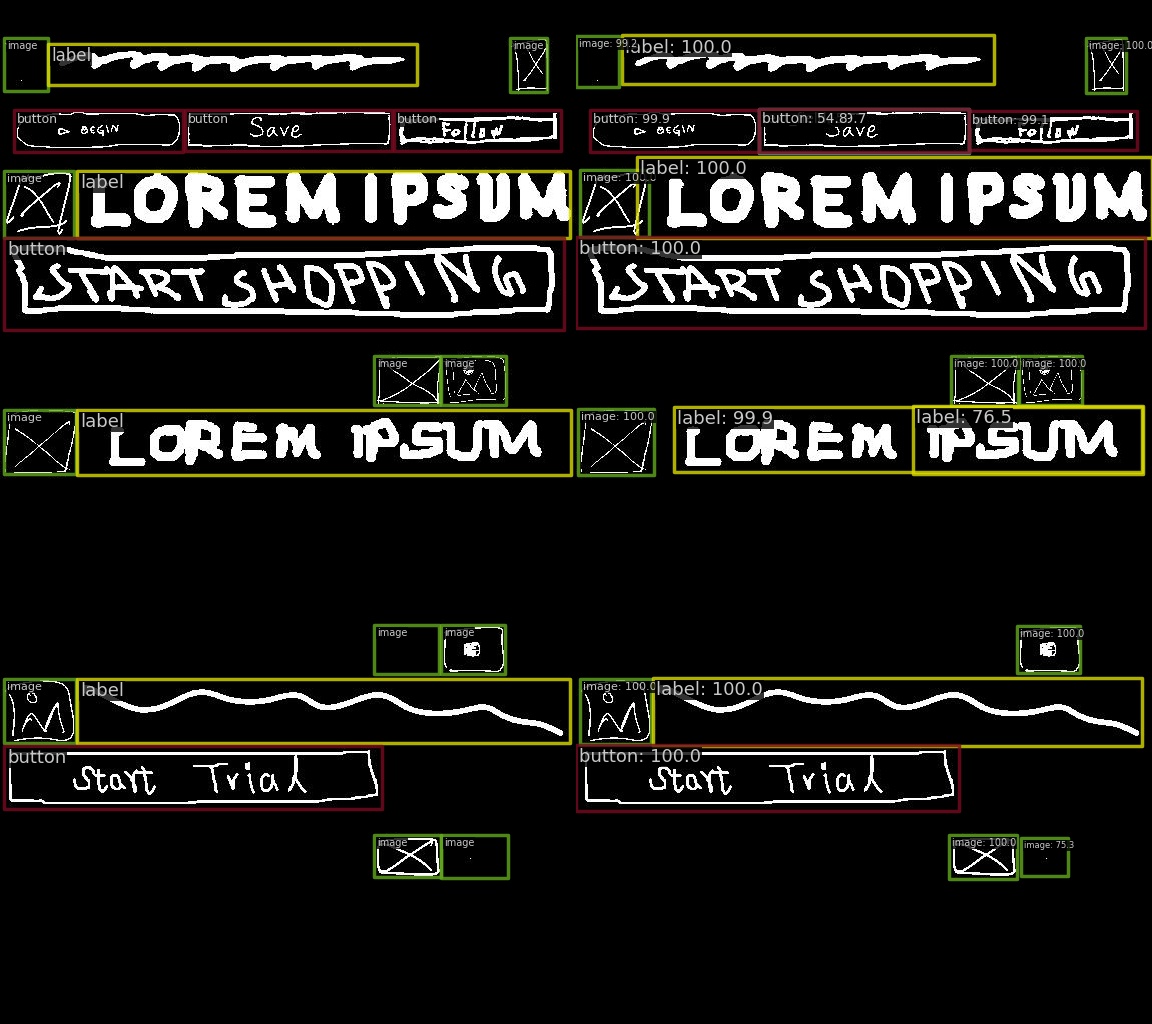 image label image image: 99.2 label: 100.0 image: 100.0
button BEGIN button Save button Follow button: 99.9 BEGIN button: 54.8 9.7 Save button: 99.1 Follow
image label LOREM IPSUM image: 100.0 label: 100.0 LOREM IPSUM
button START SHOPPING button: 100.0 START SHOPPING
image image image: 100.0 image: 100.0
image label LOREM IPSUM image: 100.0 label: 99.9 LOREM label: 76.5 IPSUM
image image image: 100.0
image label image: 100.0 label: 100.0
button Start Trial button: 100.0 Start Trial
image image image: 100.0 image: 75.3